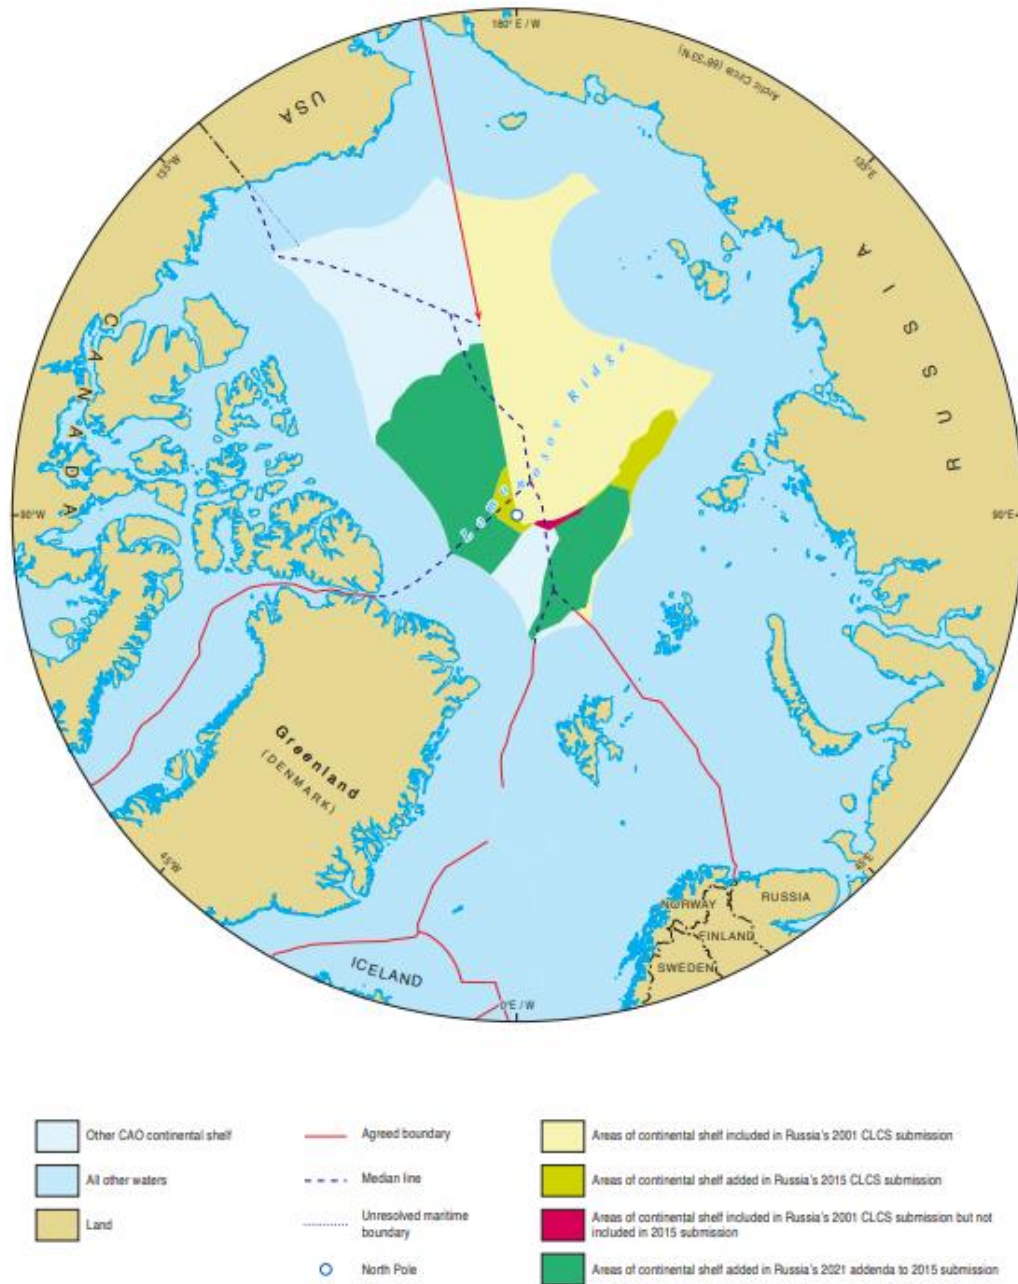 180° E / W
Arctic Circle (66°33'N)
USA
135°W
135°E
RUSSIA
CANADA
Lomonosov Ridge
90°W
90°E
Greenland
(DENMARK)
45°W
45°E
NORWAY
RUSSIA
FINLAND
SWEDEN
ICELAND
0°E / W
Other CAO continental shelf
All other waters
Land
Agreed boundary
Median line
Unresolved maritime
boundary
North Pole
Areas of continental shelf included in Russia's 2001 CLCS submission
Areas of continental shelf added in Russia's 2015 CLCS submission
Areas of continental shelf included in Russia's 2001 CLCS submission but not
included in 2015 submission
Areas of continental shelf added in Russia's 2021 addenda to 2015 submission